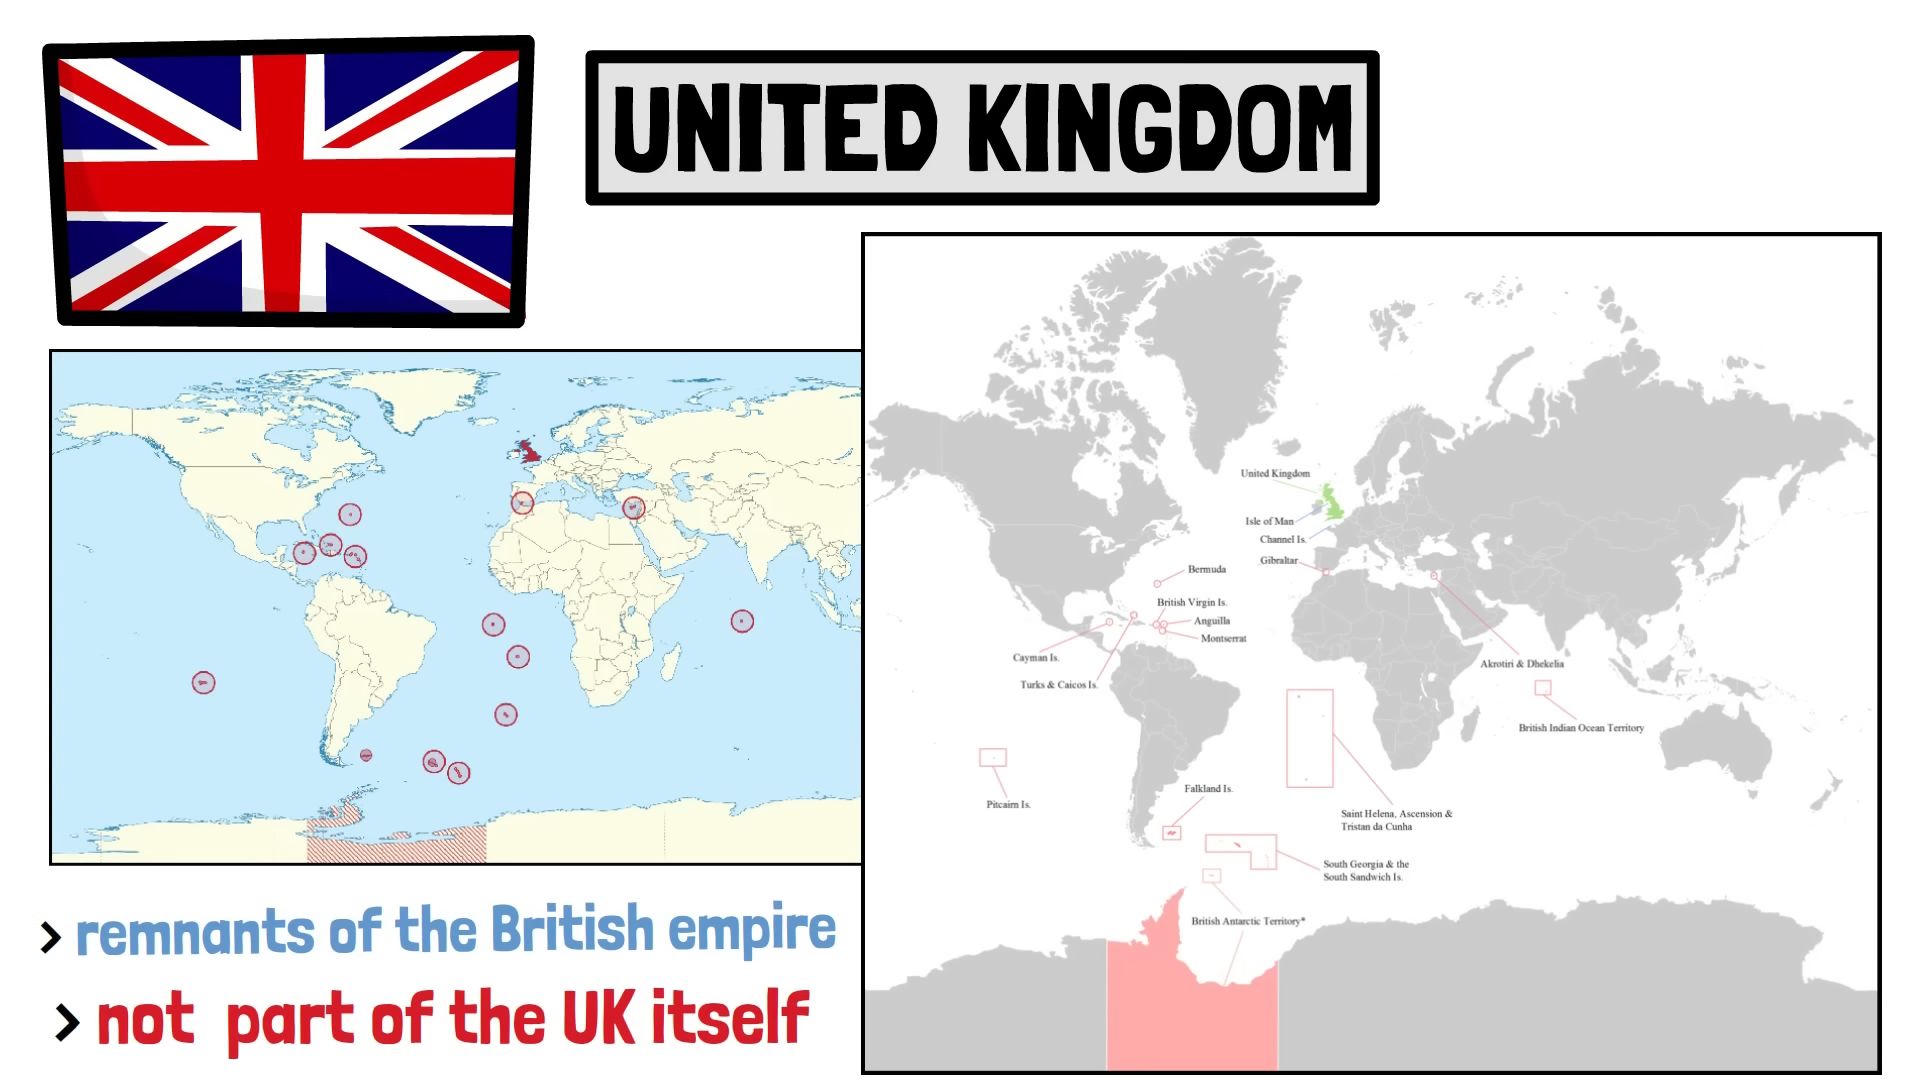 UNITED KINGDOM
United Kingdom
Isle of Man
Channel Is.
Gibraltar
Bermuda
British Virgin Is.
Anguilla
Montserrat
Cayman Is.
Turks & Caicos Is.
Akrotiri & Dhekelia
British Indian Ocean Territory
Pitcairn Is.
Falkland Is.
Saint Helena, Ascension &
Tristan da Cunha
South Georgia & the
South Sandwich Is.
British Antarctic Territory*
> remnants of the British empire
> not part of the UK itself